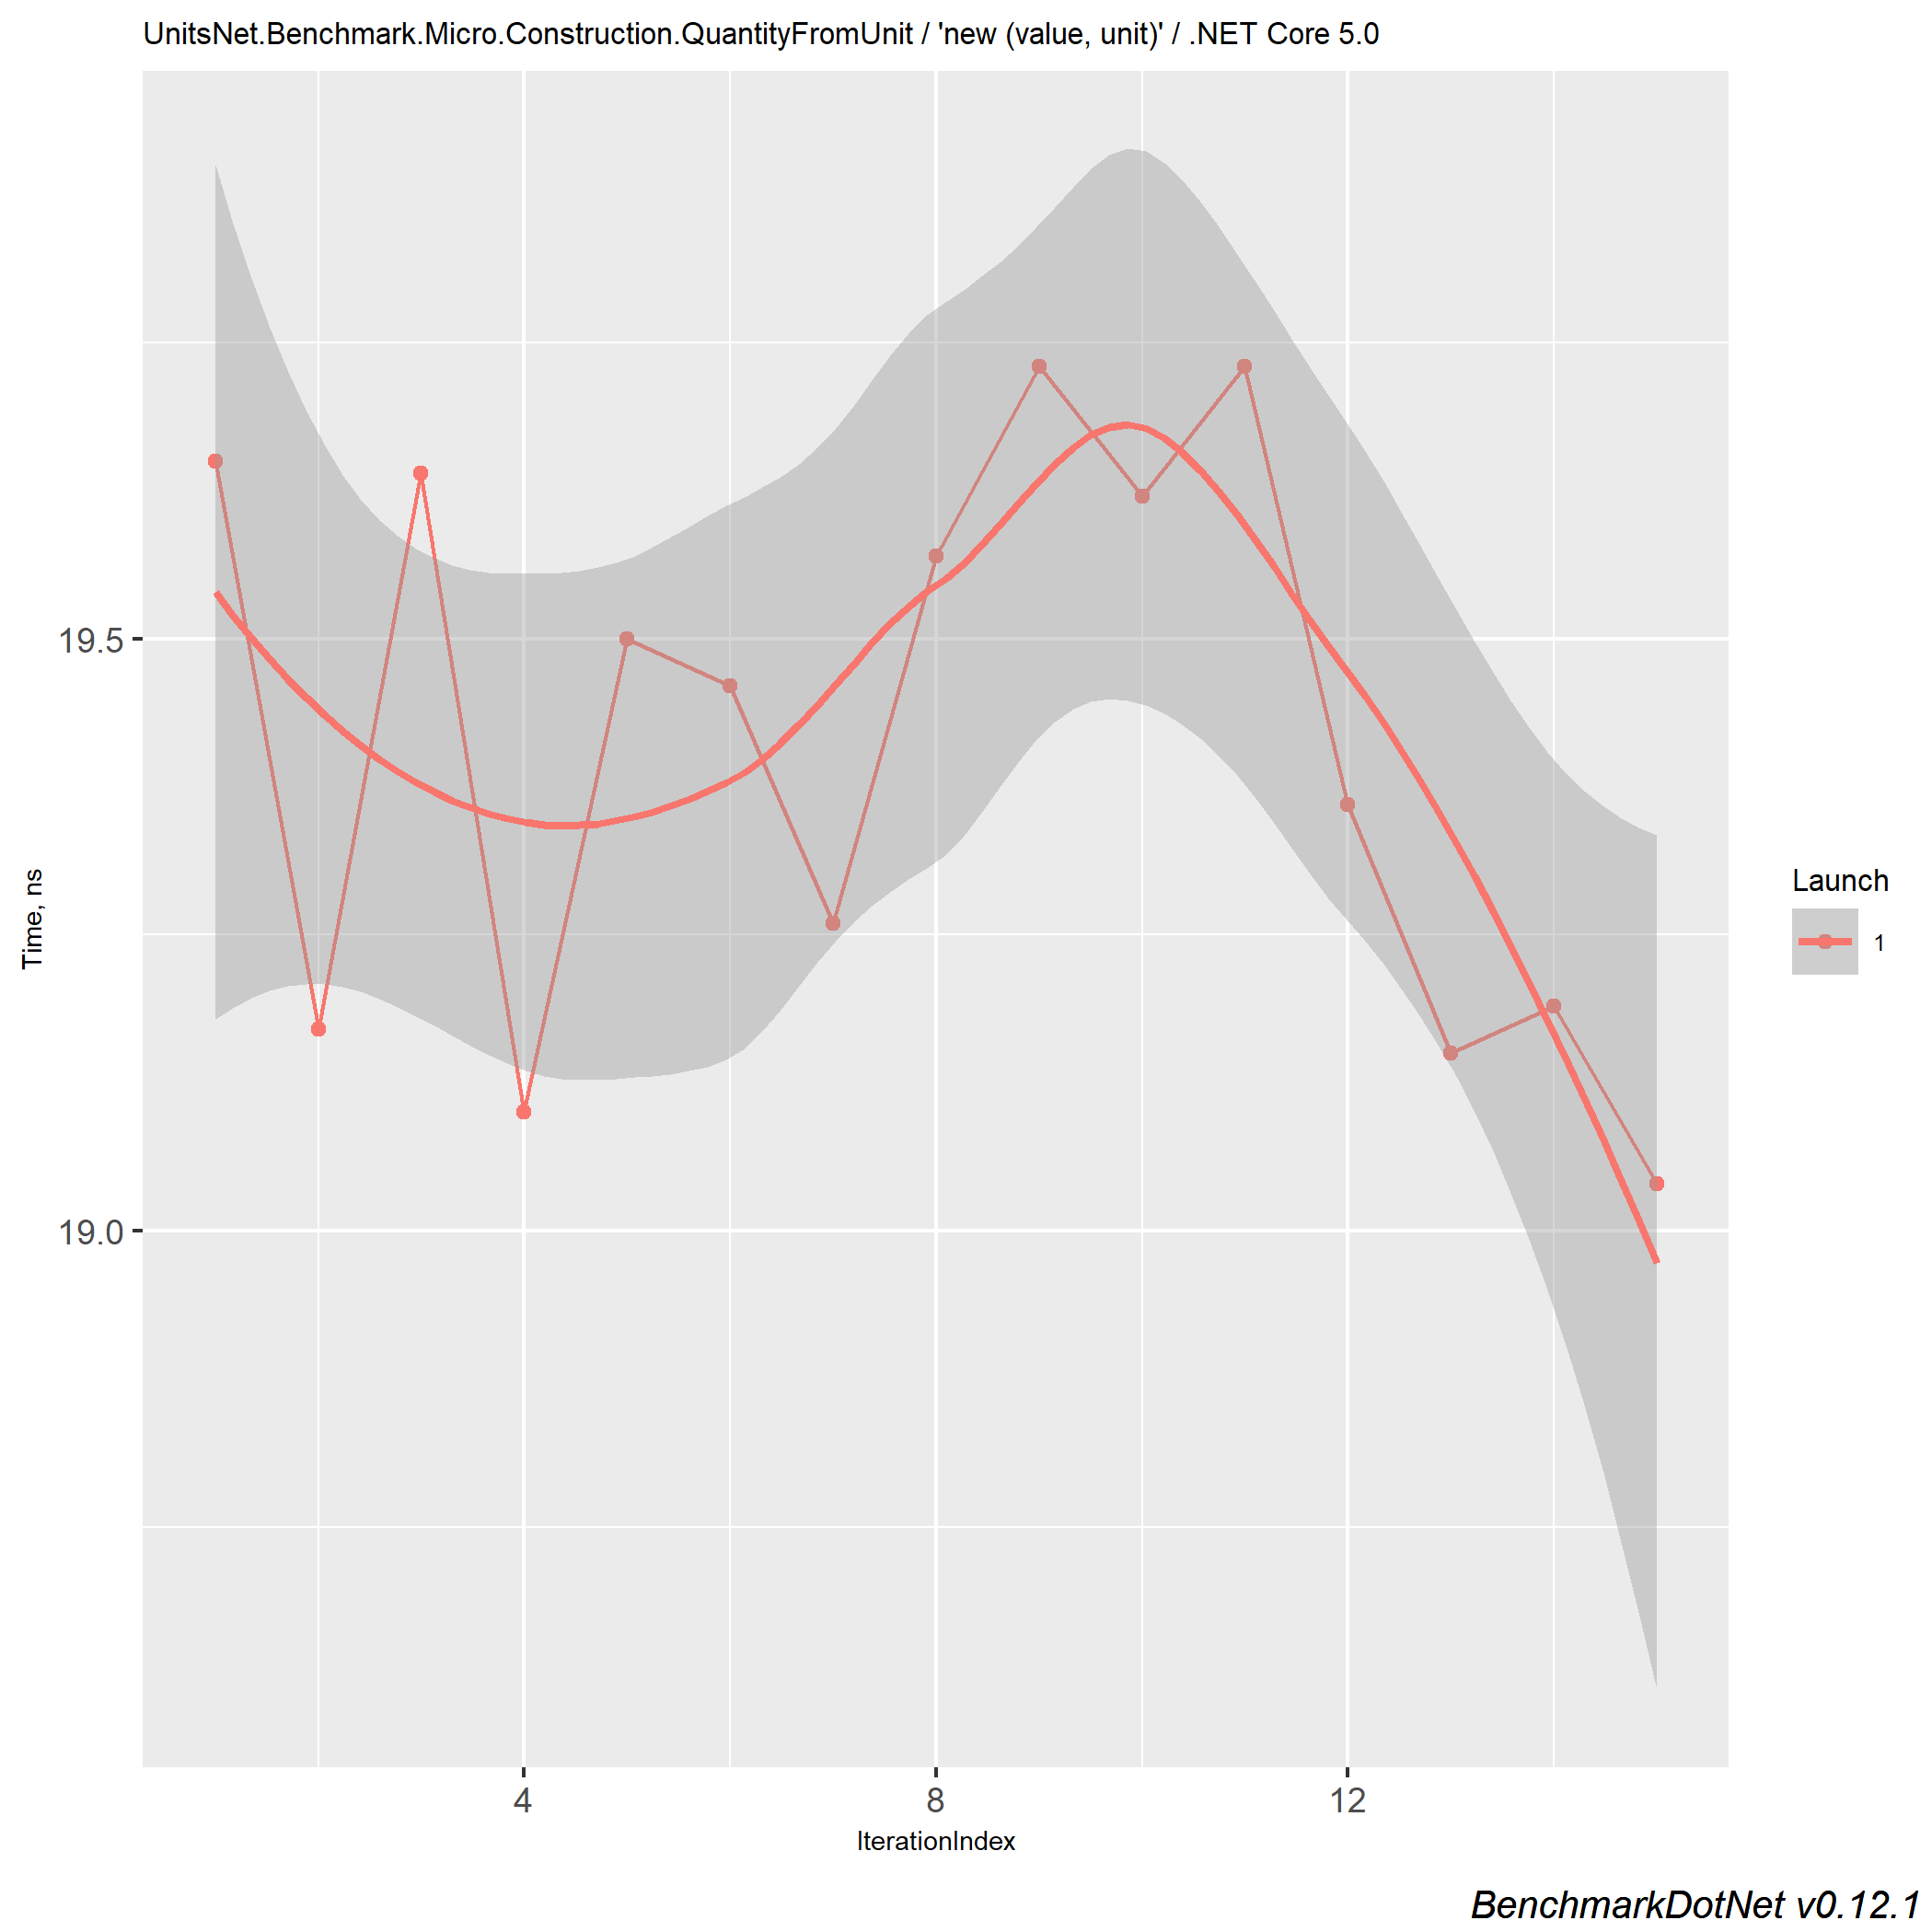 UnitsNet.Benchmark.Micro.Construction.QuantityFromUnit / 'new (value, unit)' / .NET Core 5.0
19.5
19.0
Time, ns
4
8
12
IterationIndex
Launch
1
BenchmarkDotNet v0.12.1